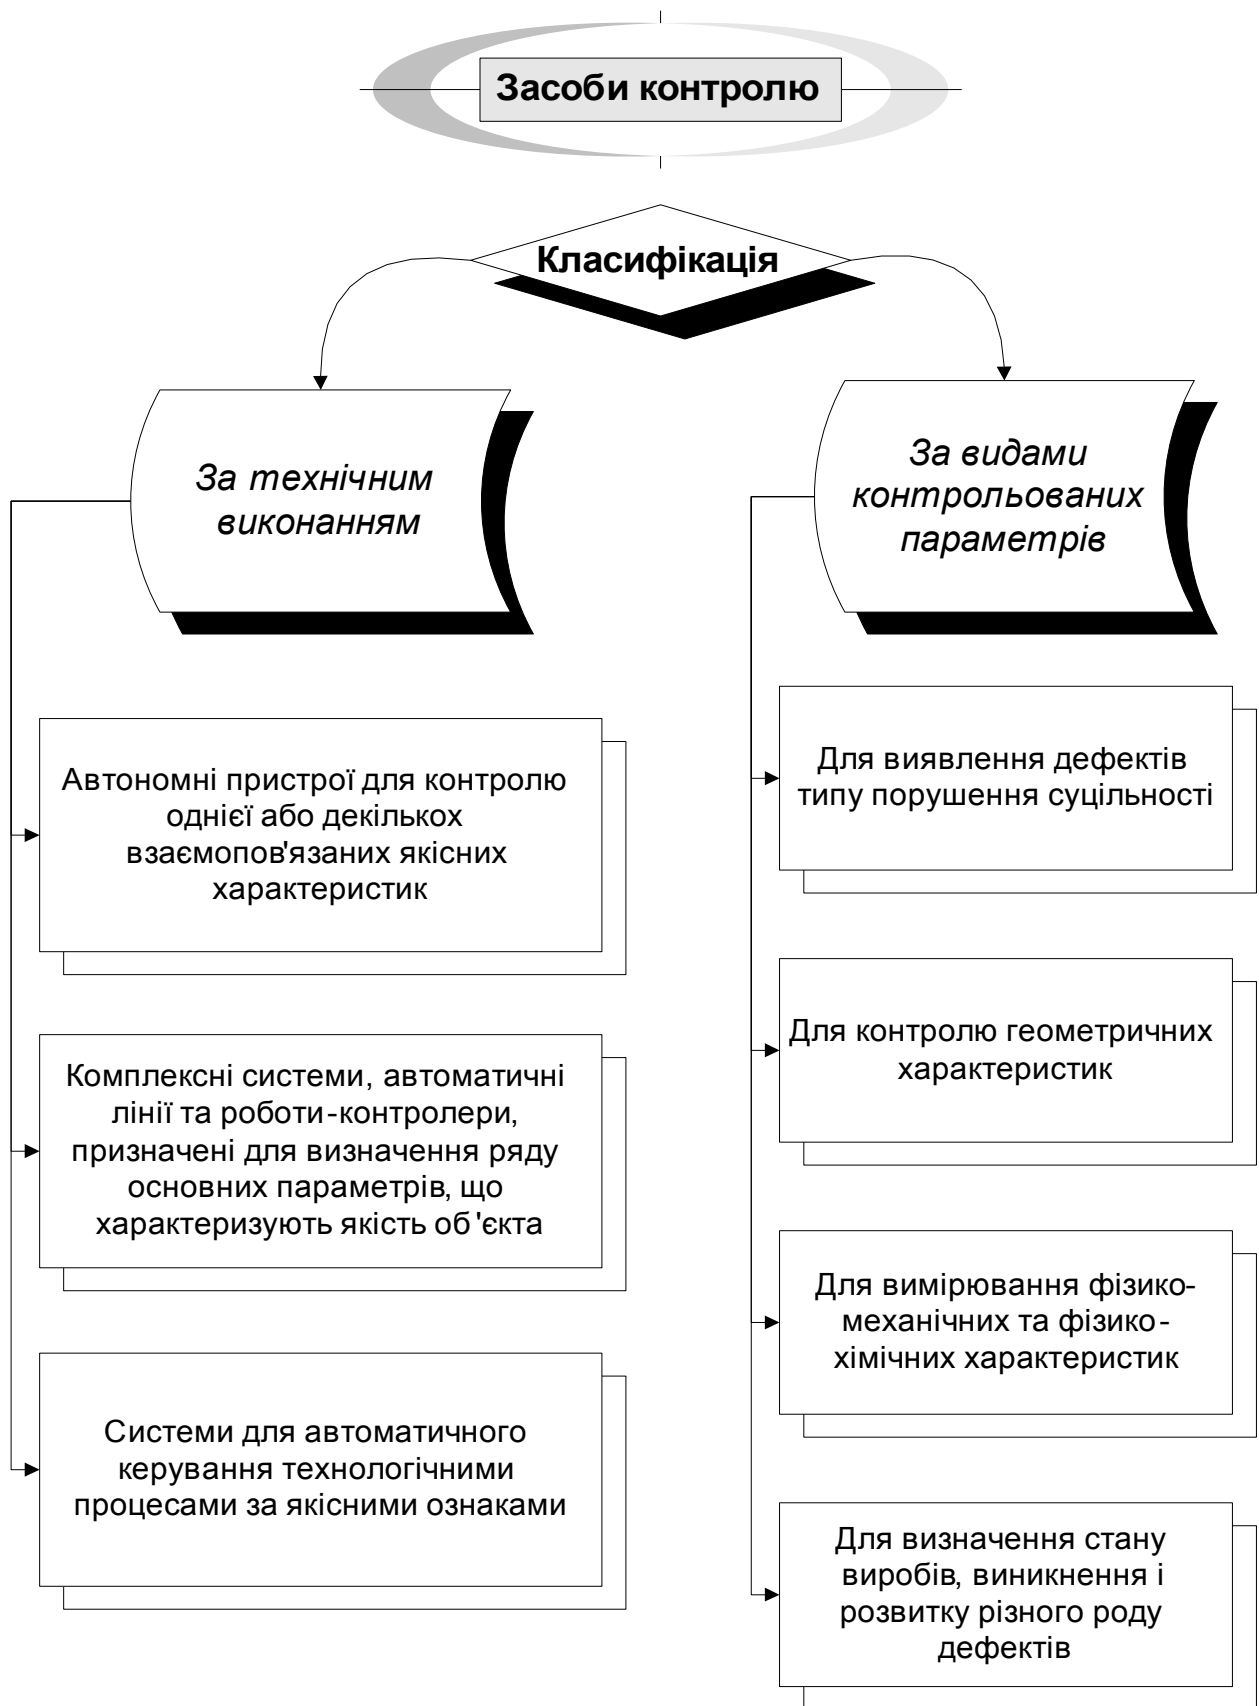 Засоби контролю
Класифікація
За технічним
виконанням
Автономні пристрої для контролю
однієї або декількох
взаємопов'язаних якісних
характеристик
Комплексні системи, автоматичні
лінії та роботи-контролери,
призначені для визначення ряду
основних параметрів, що
характеризують якість об'єкта
Системи для автоматичного
керування технологічними
процесами за якісними ознаками
За видами
контрольованих
параметрів
Для виявлення дефектів
типу порушення суцільності
Для контролю геометричних
характеристик
Для вимірювання фізико-
механічних та фізико-
хімічних характеристик
Для визначення стану
виробів, виникнення і
розвитку різного роду
дефектів